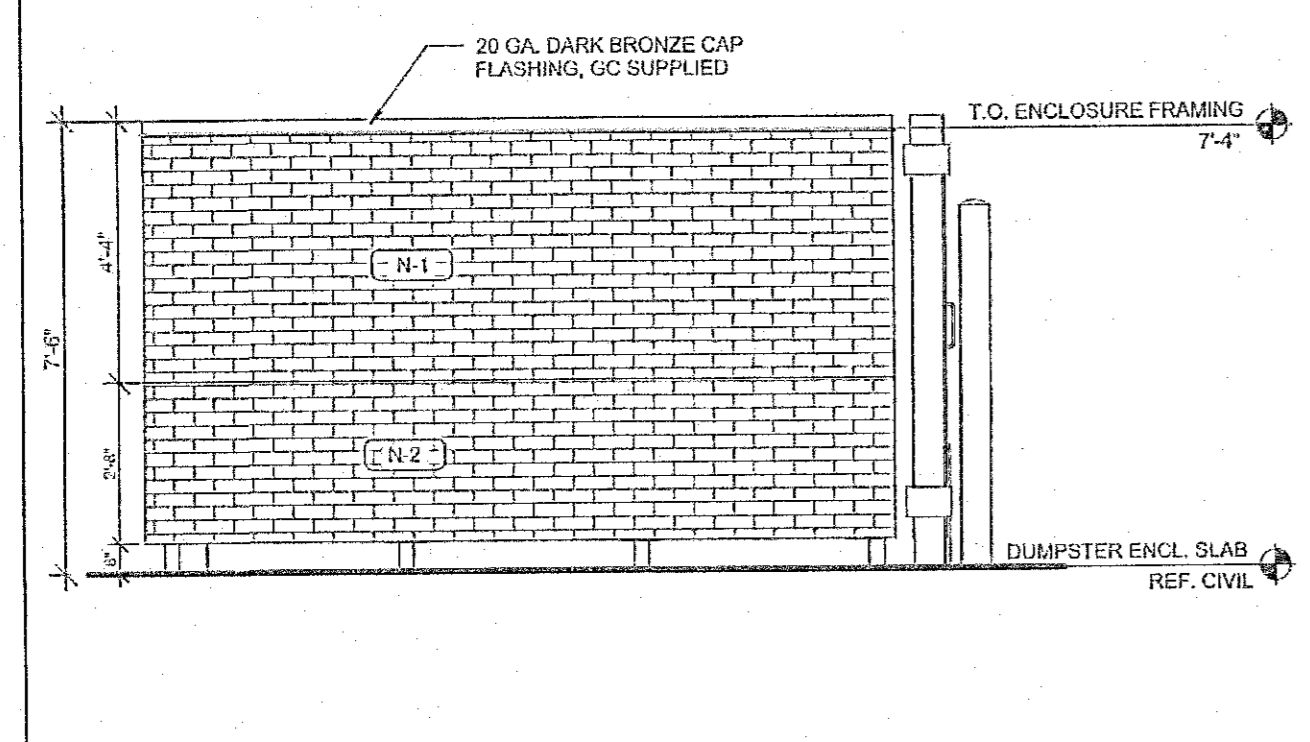 20 GA. DARK BRONZE CAP
FLASHING, GC SUPPLIED
T.O. ENCLOSURE FRAMING
7'-4"
4'-4"
N-1
7'-6"
2'-8"
N-2
8"
DUMPSTER ENCL. SLAB
REF. CIVIL